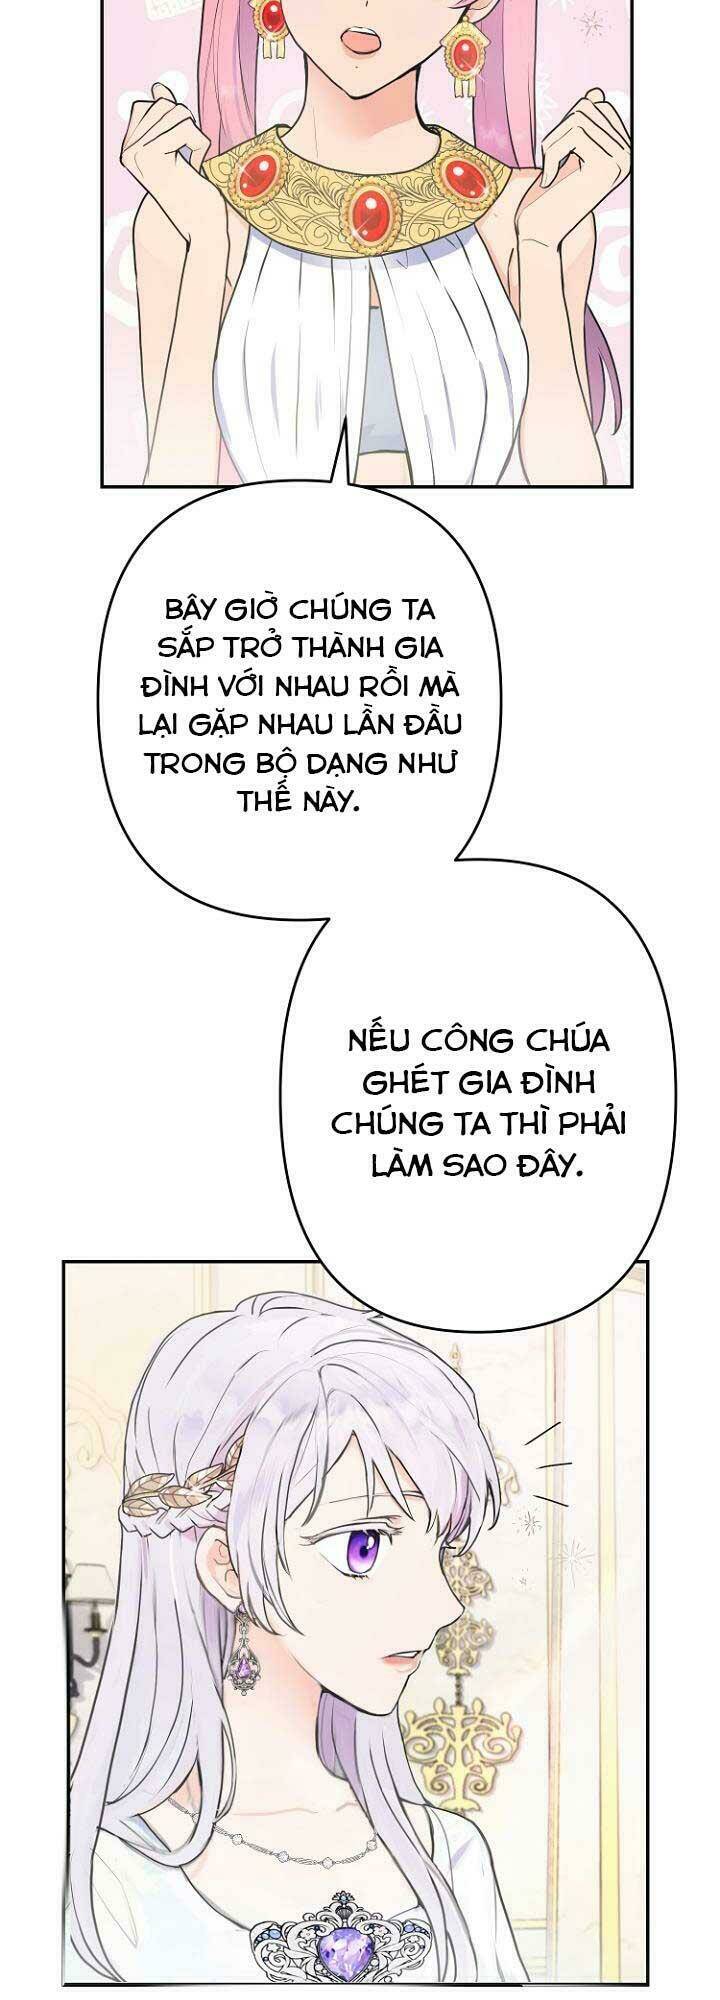 BÂY GIỜ CHÚNG TA
SẮP TRỞ THÀNH GIA
ĐÌNH VỚI NHAU RỒI MÀ
LẠI GẶP NHAU LẦN ĐẦU
TRONG BỘ DẠNG NHƯ
THẾ NÀY.
NẾU CÔNG CHÚA
GHÉT GIA ĐÌNH
CHÚNG TA THÌ PHẢI
LÀM SAO ĐÂY.